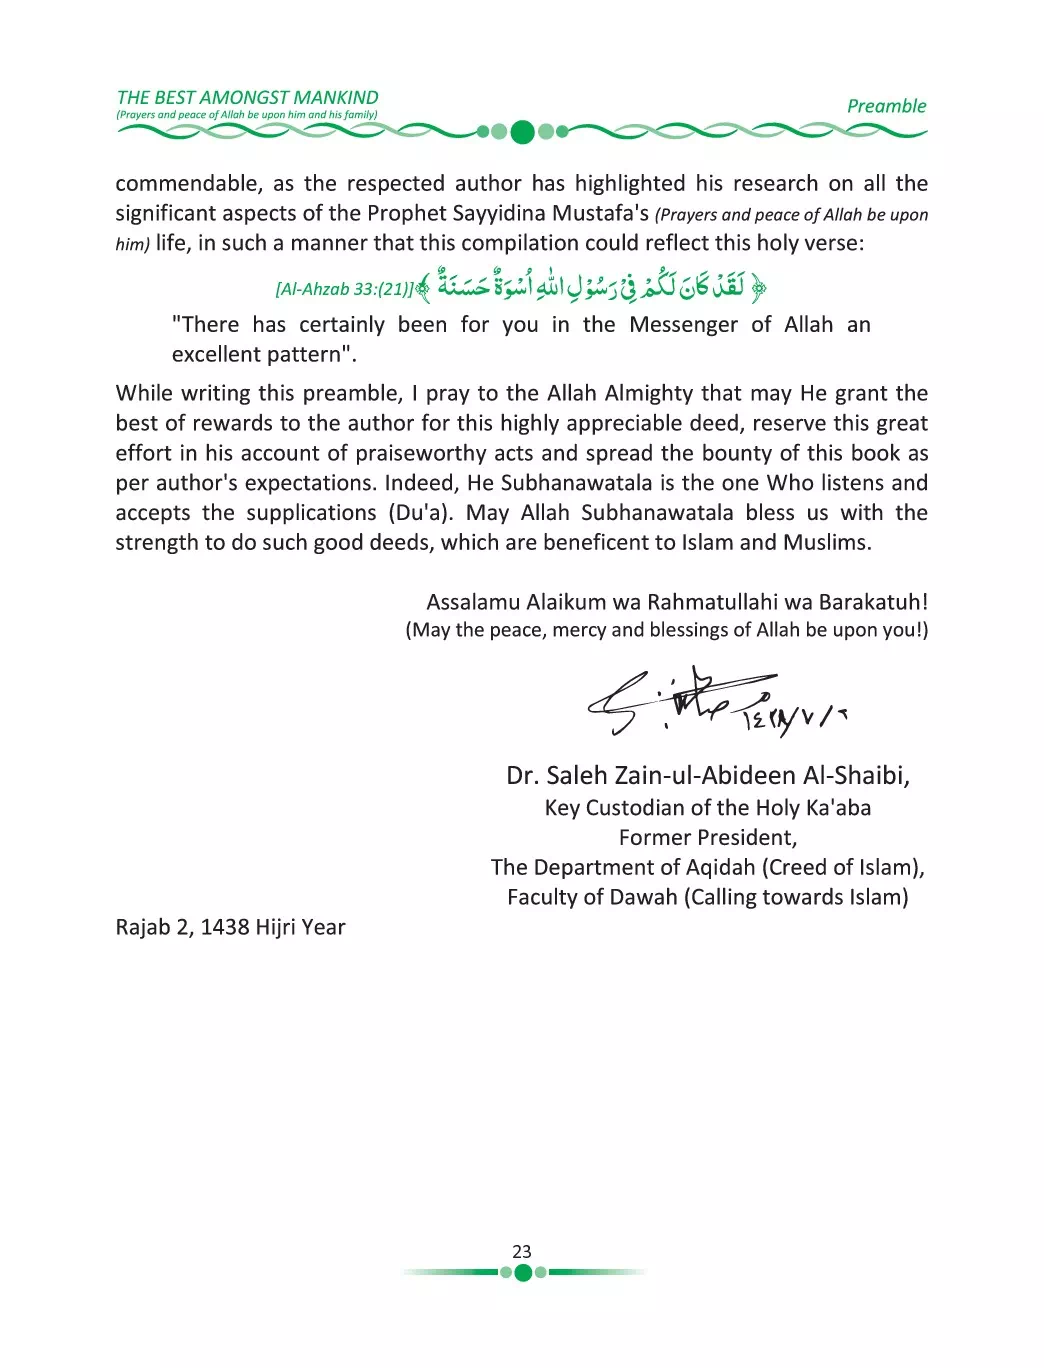 THE BEST AMONGST MANKIND
(Prayers and peace of Allah be upon him and his family)
Preamble
commendable, as the respected author has highlighted his research on all the
significant aspects of the Prophet Sayyidina Mustafa's (Prayers and peace of Allah be upon
him) life, in such a manner that this compilation could reflect this holy verse:
﴿ لَقَدْ كَانَ لَكُمْ فِيْ رَسُوْلِ اللّٰهِ اُسْوَةٌ حَسَنَةٌ ﴾[Al-Ahzab 33:(21)]
"There has certainly been for you in the Messenger of Allah an
excellent pattern".
While writing this preamble, I pray to the Allah Almighty that may He grant the
best of rewards to the author for this highly appreciable deed, reserve this great
effort in his account of praiseworthy acts and spread the bounty of this book as
per author's expectations. Indeed, He Subhanawatala is the one Who listens and
accepts the supplications (Du'a). May Allah Subhanawatala bless us with the
strength to do such good deeds, which are beneficent to Islam and Muslims.
Assalamu Alaikum wa Rahmatullahi wa Barakatuh!
(May the peace, mercy and blessings of Allah be upon you!)
١٤٣٨/٧/٢
Dr. Saleh Zain-ul-Abideen Al-Shaibi,
Key Custodian of the Holy Ka'aba
Former President,
The Department of Aqidah (Creed of Islam),
Faculty of Dawah (Calling towards Islam)
Rajab 2, 1438 Hijri Year
23